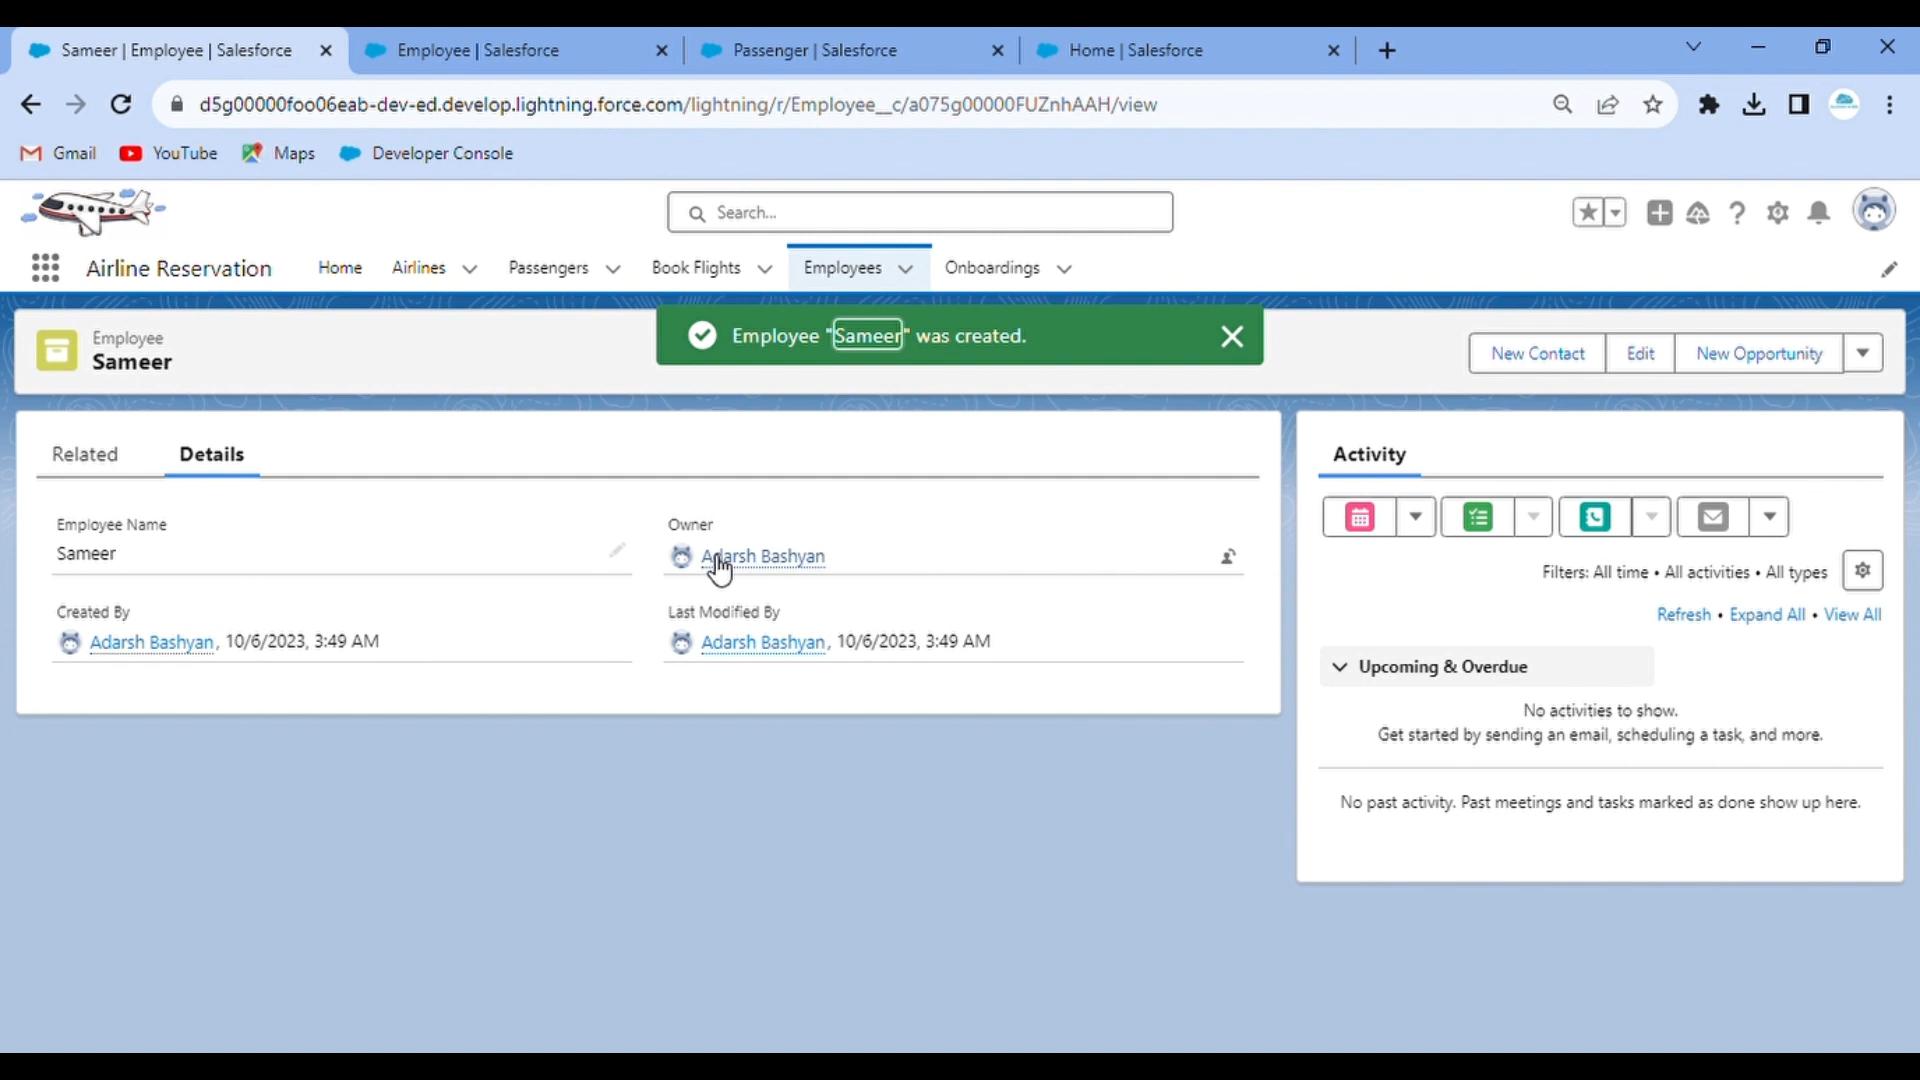 Sameer | Employee | Salesforce
Employee | Salesforce
Passenger | Salesforce
Home | Salesforce
d5g00000foo06eab-dev-ed.develop.lightning.force.com/lightning/r/Employee__c/a075g00000FUZnhAAH/view
Gmail
YouTube
Maps
Developer Console
Search...
Airline Reservation
Home
Airlines
Passengers
Book Flights
Employees
Onboardings
Employee
Sameer
Employee "Sameer" was created.
New Contact
Edit
New Opportunity
Related
Details
Activity
Employee Name
Sameer
Owner
Adarsh Bashyan
Filters: All time • All activities • All types
Created By
Adarsh Bashyan, 10/6/2023, 3:49 AM
Last Modified By
Adarsh Bashyan, 10/6/2023, 3:49 AM
Refresh • Expand All • View All
Upcoming & Overdue
No activities to show.
Get started by sending an email, scheduling a task, and more.
No past activity. Past meetings and tasks marked as done show up here.